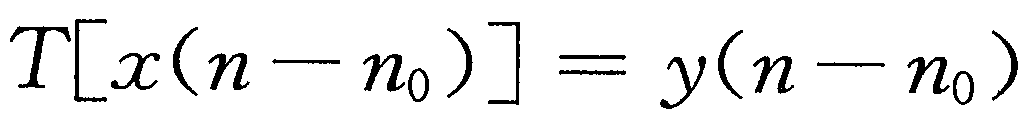 T[x(n − n₀)] = y(n − n₀)